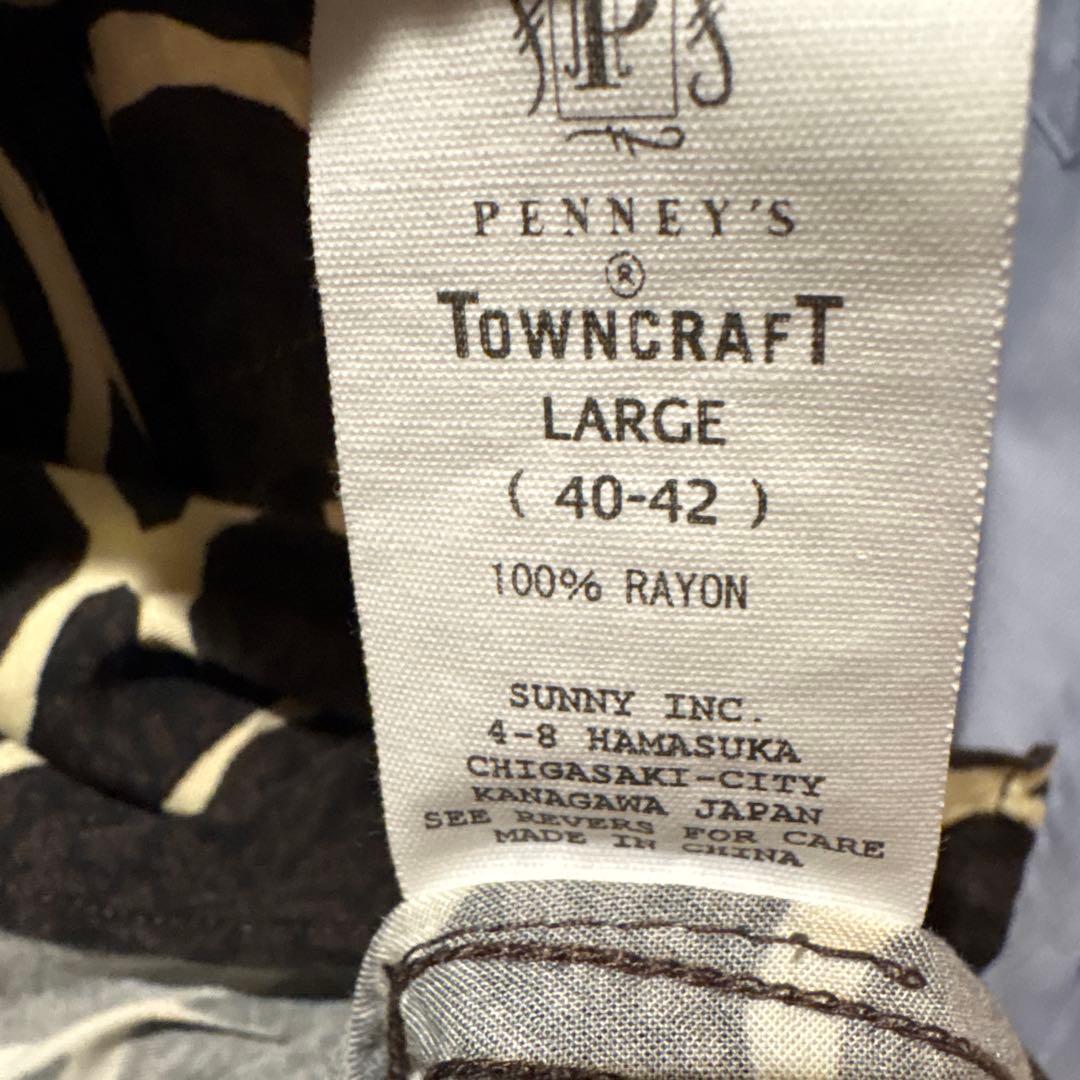 P
PENNEY'S
®
TOWNCRAFT
LARGE
( 40-42 )
100% RAYON
SUNNY INC.
4-8 HAMASUKA
CHIGASAKI-CITY
KANAGAWA JAPAN
SEE REVERS FOR CARE
MADE IN CHINA